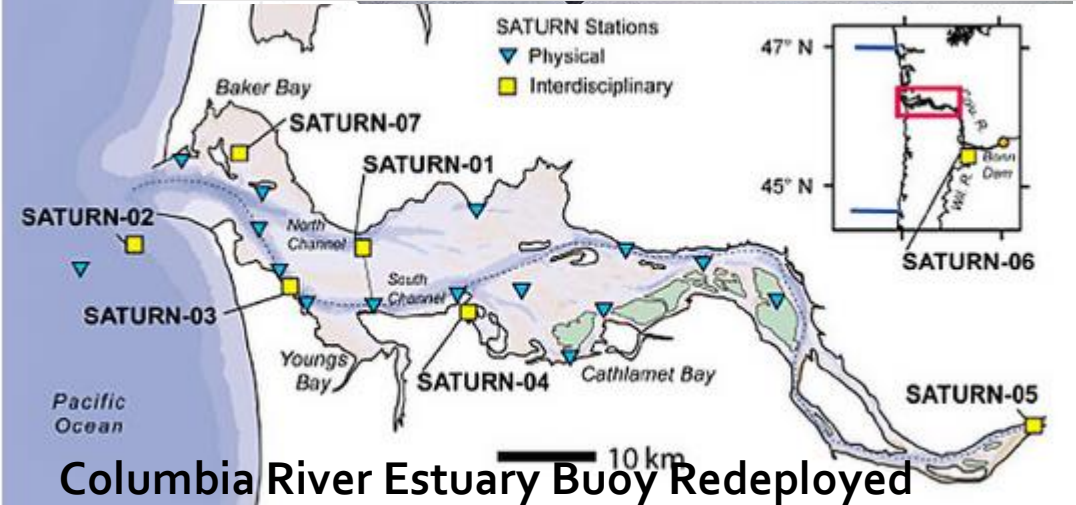 SATURN Stations
Physical
Interdisciplinary
47° N
45° N
Col. R.
Bonn
Dam
Wil. R.
SATURN-06
Baker Bay
SATURN-07
SATURN-01
SATURN-02
North
Channel
South
Channel
SATURN-03
Youngs
Bay
SATURN-04
Cathlamet Bay
SATURN-05
Pacific
Ocean
10 km
Columbia River Estuary Buoy Redeployed